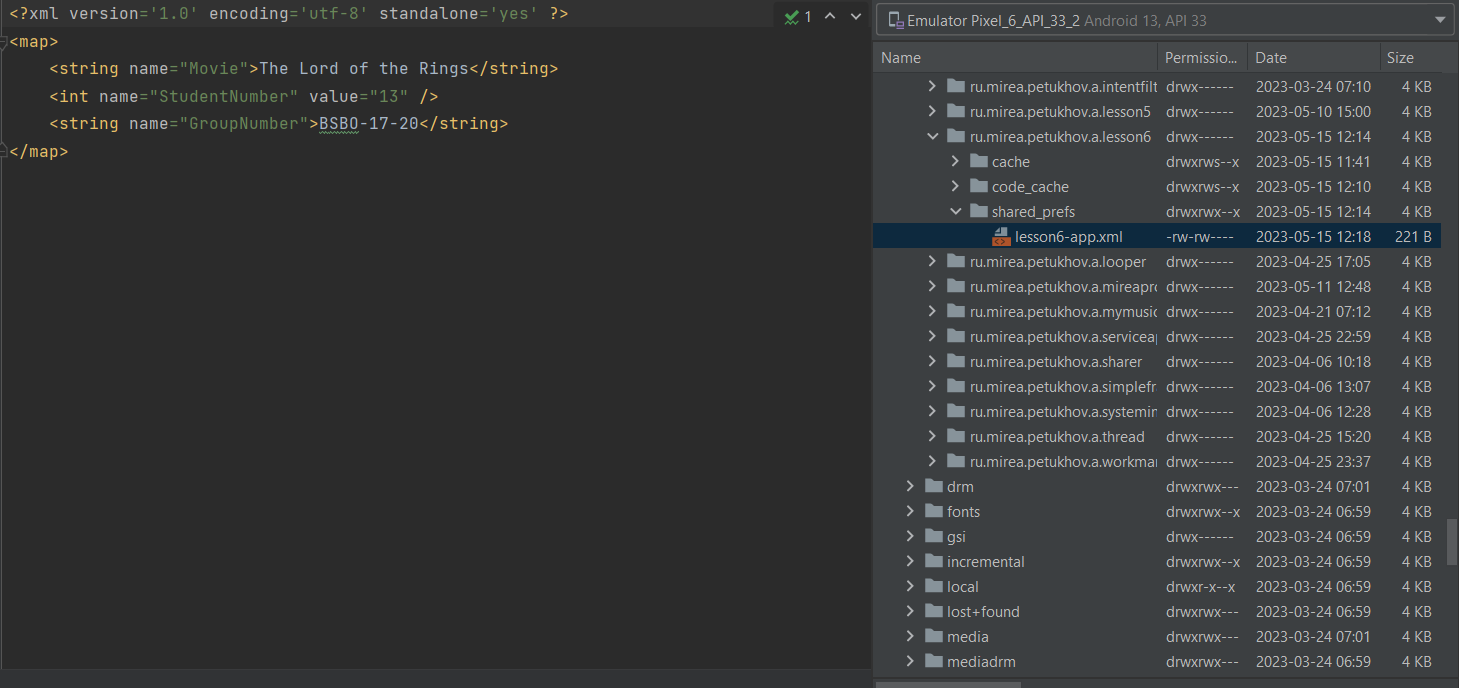 <?xml version='1.0' encoding='utf-8' standalone='yes' ?>
<map>
    <string name="Movie">The Lord of the Rings</string>
    <int name="StudentNumber" value="13" />
    <string name="GroupNumber">BSBO-17-20</string>
</map>
1
Emulator Pixel_6_API_33_2 Android 13, API 33
Name Permissio... Date Size
ru.mirea.petukhov.a.intentfilt drwx------ 2023-03-24 07:10 4 KB
ru.mirea.petukhov.a.lesson5 drwx------ 2023-05-10 15:00 4 KB
ru.mirea.petukhov.a.lesson6 drwx------ 2023-05-15 12:14 4 KB
cache drwxrws--x 2023-05-15 11:41 4 KB
code_cache drwxrws--x 2023-05-15 12:10 4 KB
shared_prefs drwxrwx--x 2023-05-15 12:14 4 KB
lesson6-app.xml -rw-rw---- 2023-05-15 12:18 221 B
ru.mirea.petukhov.a.looper drwx------ 2023-04-25 17:05 4 KB
ru.mirea.petukhov.a.mireapro drwx------ 2023-05-11 12:48 4 KB
ru.mirea.petukhov.a.mymusic drwx------ 2023-04-21 07:12 4 KB
ru.mirea.petukhov.a.serviceap drwx------ 2023-04-25 22:59 4 KB
ru.mirea.petukhov.a.sharer drwx------ 2023-04-06 10:18 4 KB
ru.mirea.petukhov.a.simplefr drwx------ 2023-04-06 13:07 4 KB
ru.mirea.petukhov.a.systemin drwx------ 2023-04-06 12:28 4 KB
ru.mirea.petukhov.a.thread drwx------ 2023-04-25 15:20 4 KB
ru.mirea.petukhov.a.workmar drwx------ 2023-04-25 23:37 4 KB
drm drwxrwx--- 2023-03-24 07:01 4 KB
fonts drwxrwx--x 2023-03-24 06:59 4 KB
gsi drwx------ 2023-03-24 06:59 4 KB
incremental drwxrwx--x 2023-03-24 06:59 4 KB
local drwxr-x--x 2023-03-24 06:59 4 KB
lost+found drwxrwx--- 2023-03-24 06:59 4 KB
media drwxrwx--- 2023-03-24 07:01 4 KB
mediadrm drwxrwx--- 2023-03-24 06:59 4 KB